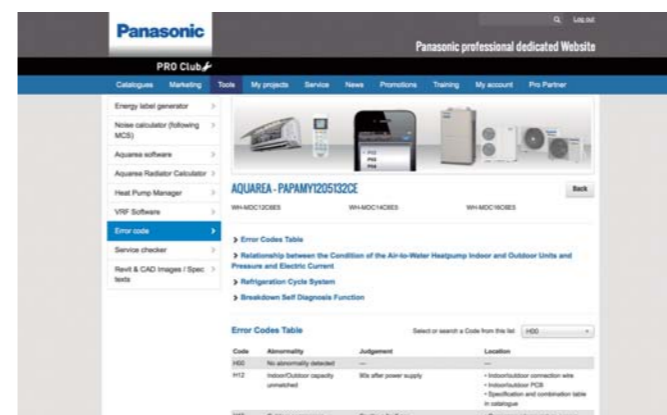 Log out
Panasonic
Panasonic professional dedicated Website
PRO Club
Catalogues Marketing Tools My projects Service News Promotions Training My account Pro Partner
Energy label generator
Noise calculator (following MCS)
Aquarea software
Aquarea Radiator Calculator
Heat Pump Manager
VRF Software
Error code
Service checker
Revit & CAD Images / Spec texts
AQUAREA - PAPAMY1205132CE
Back
WH-MDC12C6E5 WH-MDC14C6E5 WH-MDC16C6E5
Error Codes Table
Relationship between the Condition of the Air-to-Water Heatpump Indoor and Outdoor Units and
Pressure and Electric Current
Refrigeration Cycle System
Breakdown Self Diagnosis Function
Error Codes Table
Select or search a Code from this list H00
Code Abnormality Judgement Location
H00 No abnormality detected — —
H12 Indoor/Outdoor capacity unmatched 90s after power supply • Indoor/outdoor connection wire
• Indoor/outdoor PCB
• Specification and combination table in catalogue